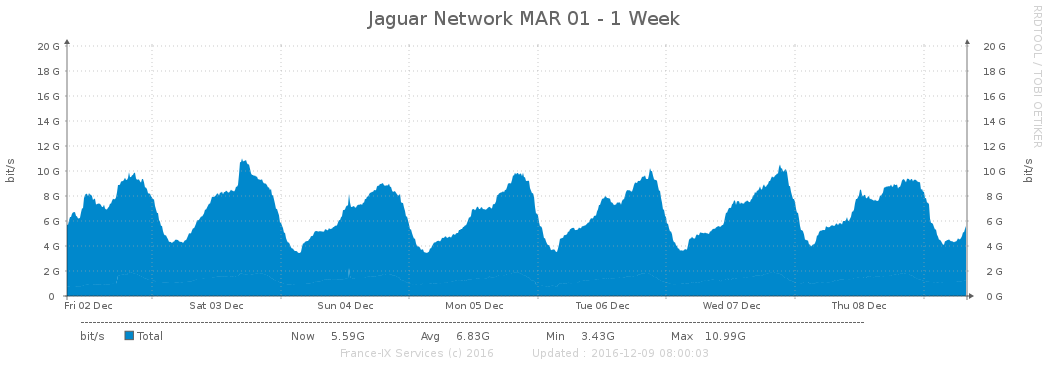 Jaguar Network MAR 01 - 1 Week
RRDTOOL / TOBI OETIKER
bit/s
bit/s
20 G 20 G
18 G 18 G
16 G 16 G
14 G 14 G
12 G 12 G
10 G 10 G
8 G 8 G
6 G 6 G
4 G 4 G
2 G 2 G
0 0 G
Fri 02 Dec Sat 03 Dec Sun 04 Dec Mon 05 Dec Tue 06 Dec Wed 07 Dec Thu 08 Dec
bit/s Total Now 5.59G Avg 6.83G Min 3.43G Max 10.99G
France-IX Services (c) 2016 Updated : 2016-12-09 08:00:03